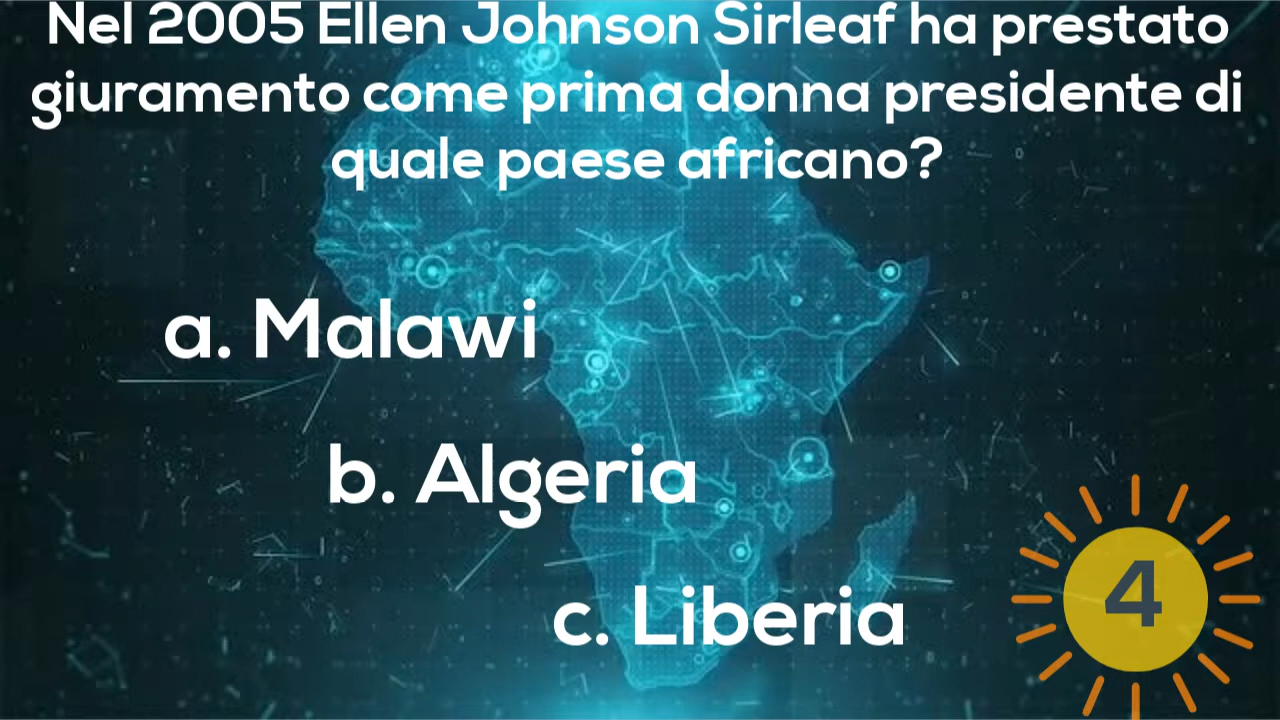 Nel 2005 Ellen Johnson Sirleaf ha prestato
giuramento come prima donna presidente di
quale paese africano?
a. Malawi
b. Algeria
c. Liberia
4